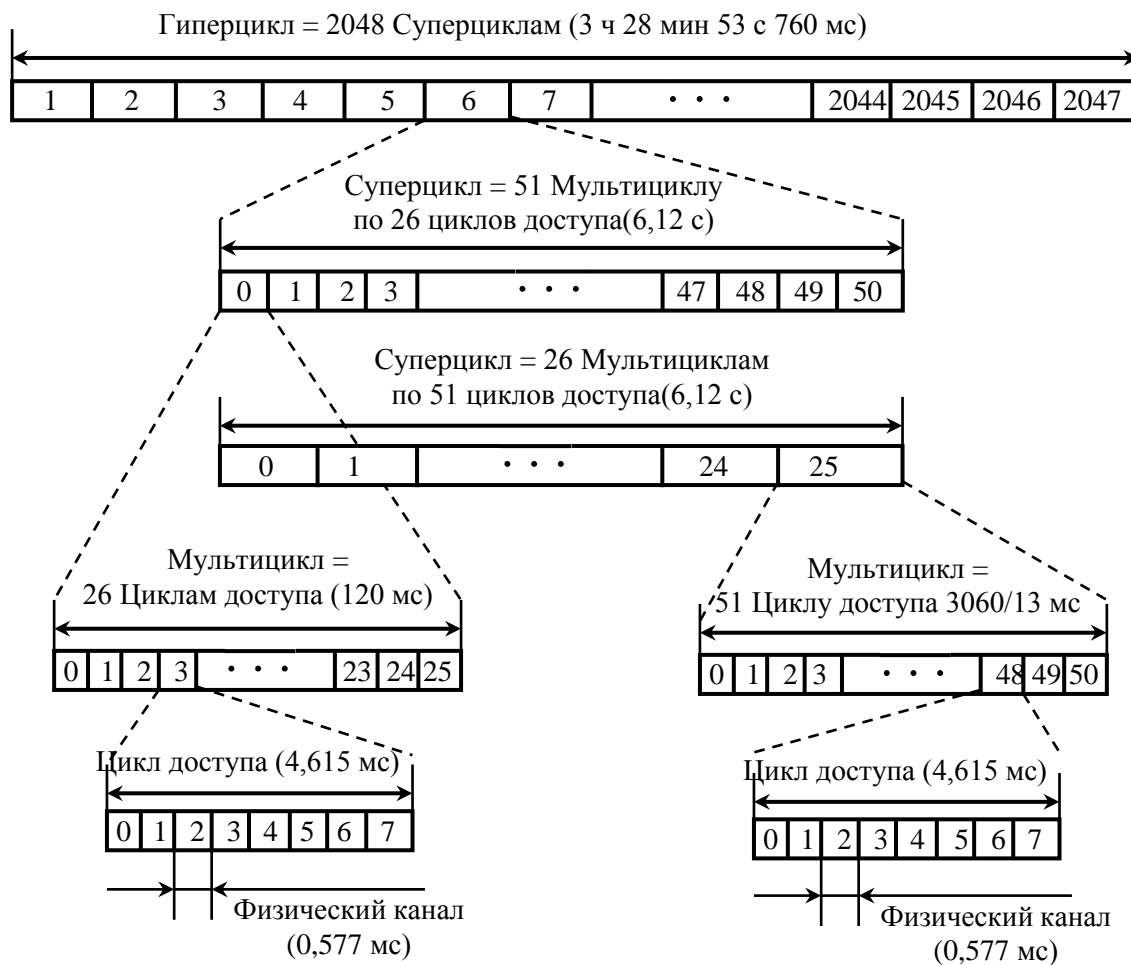 Гиперцикл = 2048 Суперциклам (3 ч 28 мин 53 с 760 мс)
1 2 3 4 5 6 7 · · · 2044 2045 2046 2047
Суперцикл = 51 Мультициклу
по 26 циклов доступа(6,12 с)
0 1 2 3 · · · 47 48 49 50
Суперцикл = 26 Мультициклам
по 51 циклов доступа(6,12 с)
0 1 · · · 24 25
Мультицикл =
26 Циклам доступа (120 мс)
0 1 2 3 · · · 23 24 25
Цикл доступа (4,615 мс)
0 1 2 3 4 5 6 7
Физический канал
(0,577 мс)
Мультицикл =
51 Циклу доступа 3060/13 мс
0 1 2 3 · · · 48 49 50
Цикл доступа (4,615 мс)
0 1 2 3 4 5 6 7
Физический канал
(0,577 мс)